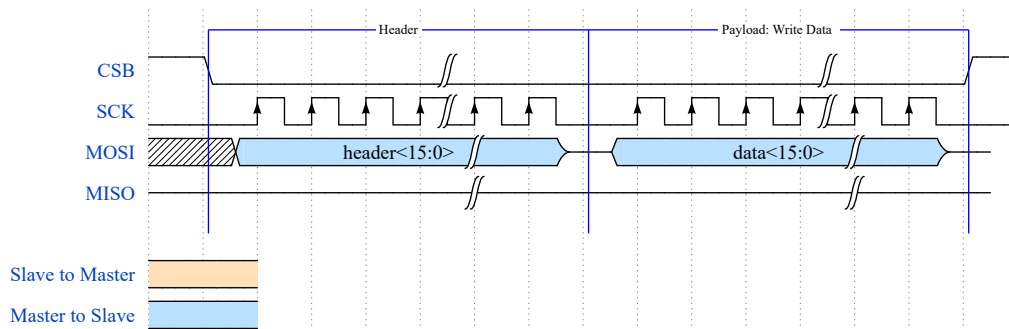 Header
Payload: Write Data
CSB
SCK
MOSI
header<15:0>
data<15:0>
MISO
Slave to Master
Master to Slave